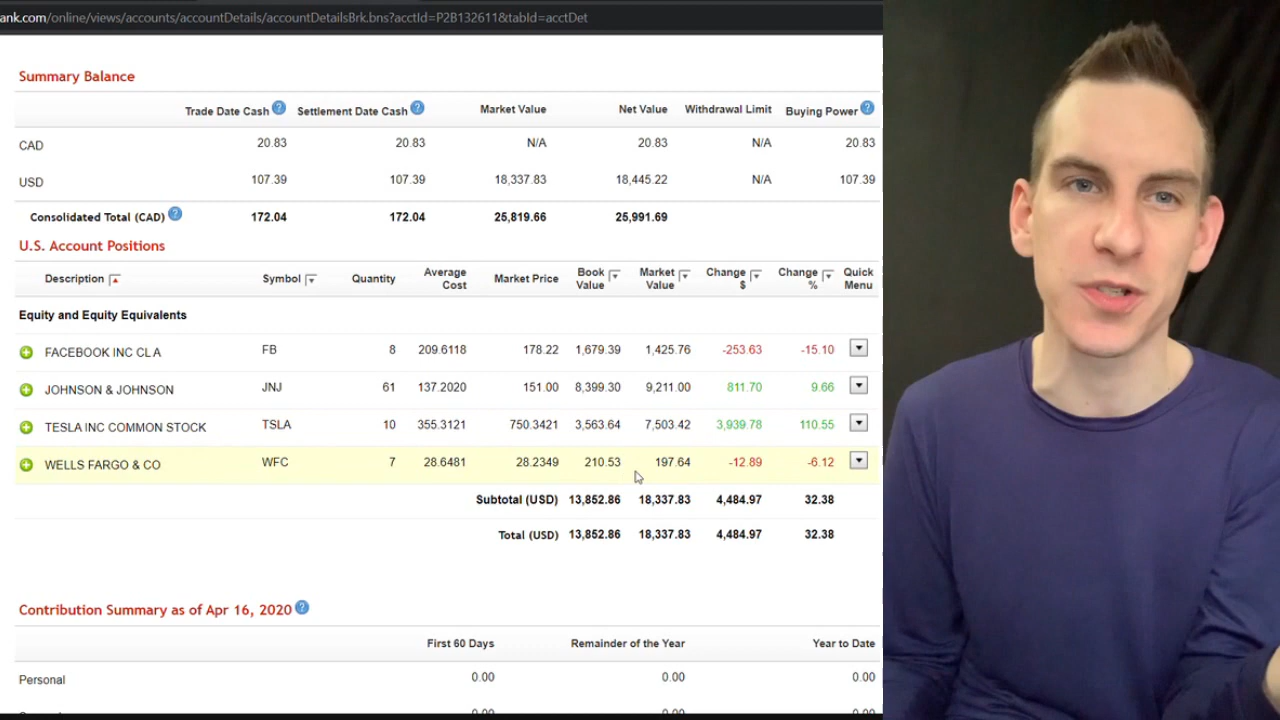 ank.com/online/views/accounts/accountDetails/accountDetailsBrk.bns?acctId=P2B132611&tabId=acctDet
Summary Balance
Trade Date Cash ? Settlement Date Cash ? Market Value Net Value Withdrawal Limit Buying Power ?
CAD 20.83 20.83 N/A 20.83 N/A 20.83
USD 107.39 107.39 18,337.83 18,445.22 N/A 107.39
Consolidated Total (CAD) ? 172.04 172.04 25,819.66 25,991.69
U.S. Account Positions
Description Symbol Quantity Average Cost Market Price Book Value Market Value Change $ Change % Quick Menu
Equity and Equity Equivalents
FACEBOOK INC CL A FB 8 209.6118 178.22 1,679.39 1,425.76 -253.63 -15.10
JOHNSON & JOHNSON JNJ 61 137.2020 151.00 8,399.30 9,211.00 811.70 9.66
TESLA INC COMMON STOCK TSLA 10 355.3121 750.3421 3,563.64 7,503.42 3,939.78 110.55
WELLS FARGO & CO WFC 7 28.6481 28.2349 210.53 197.64 -12.89 -6.12
Subtotal (USD) 13,852.86 18,337.83 4,484.97 32.38
Total (USD) 13,852.86 18,337.83 4,484.97 32.38
Contribution Summary as of Apr 16, 2020 ?
First 60 Days Remainder of the Year Year to Date
Personal 0.00 0.00 0.00
0.00 0.00 0.00